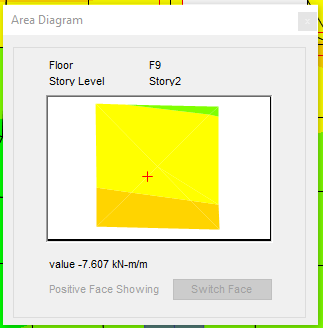 Area Diagram
Floor F9
Story Level Story2
value -7.607 kN-m/m
Positive Face Showing Switch Face